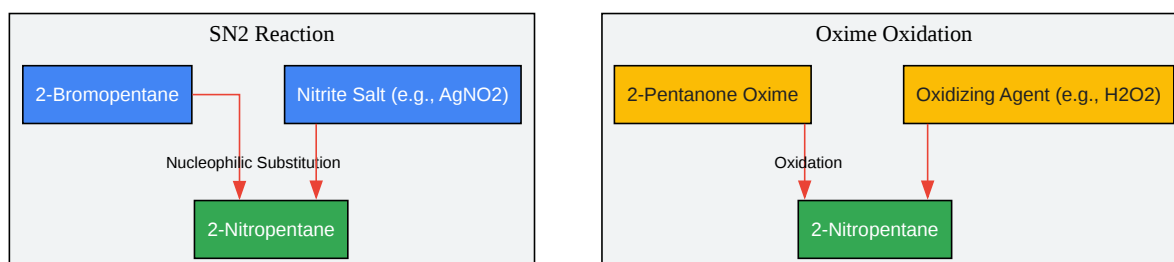 SN2 Reaction
2-Bromopentane
Nitrite Salt (e.g., AgNO2)
Nucleophilic Substitution
2-Nitropentane
Oxime Oxidation
2-Pentanone Oxime
Oxidizing Agent (e.g., H2O2)
Oxidation
2-Nitropentane